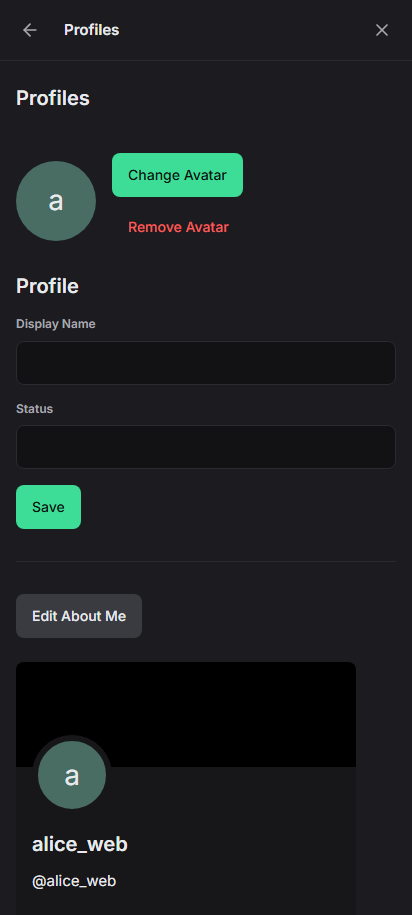 Profiles
Profiles
a
Change Avatar
Remove Avatar
Profile
Display Name
Status
Save
Edit About Me
a
alice_web
@alice_web